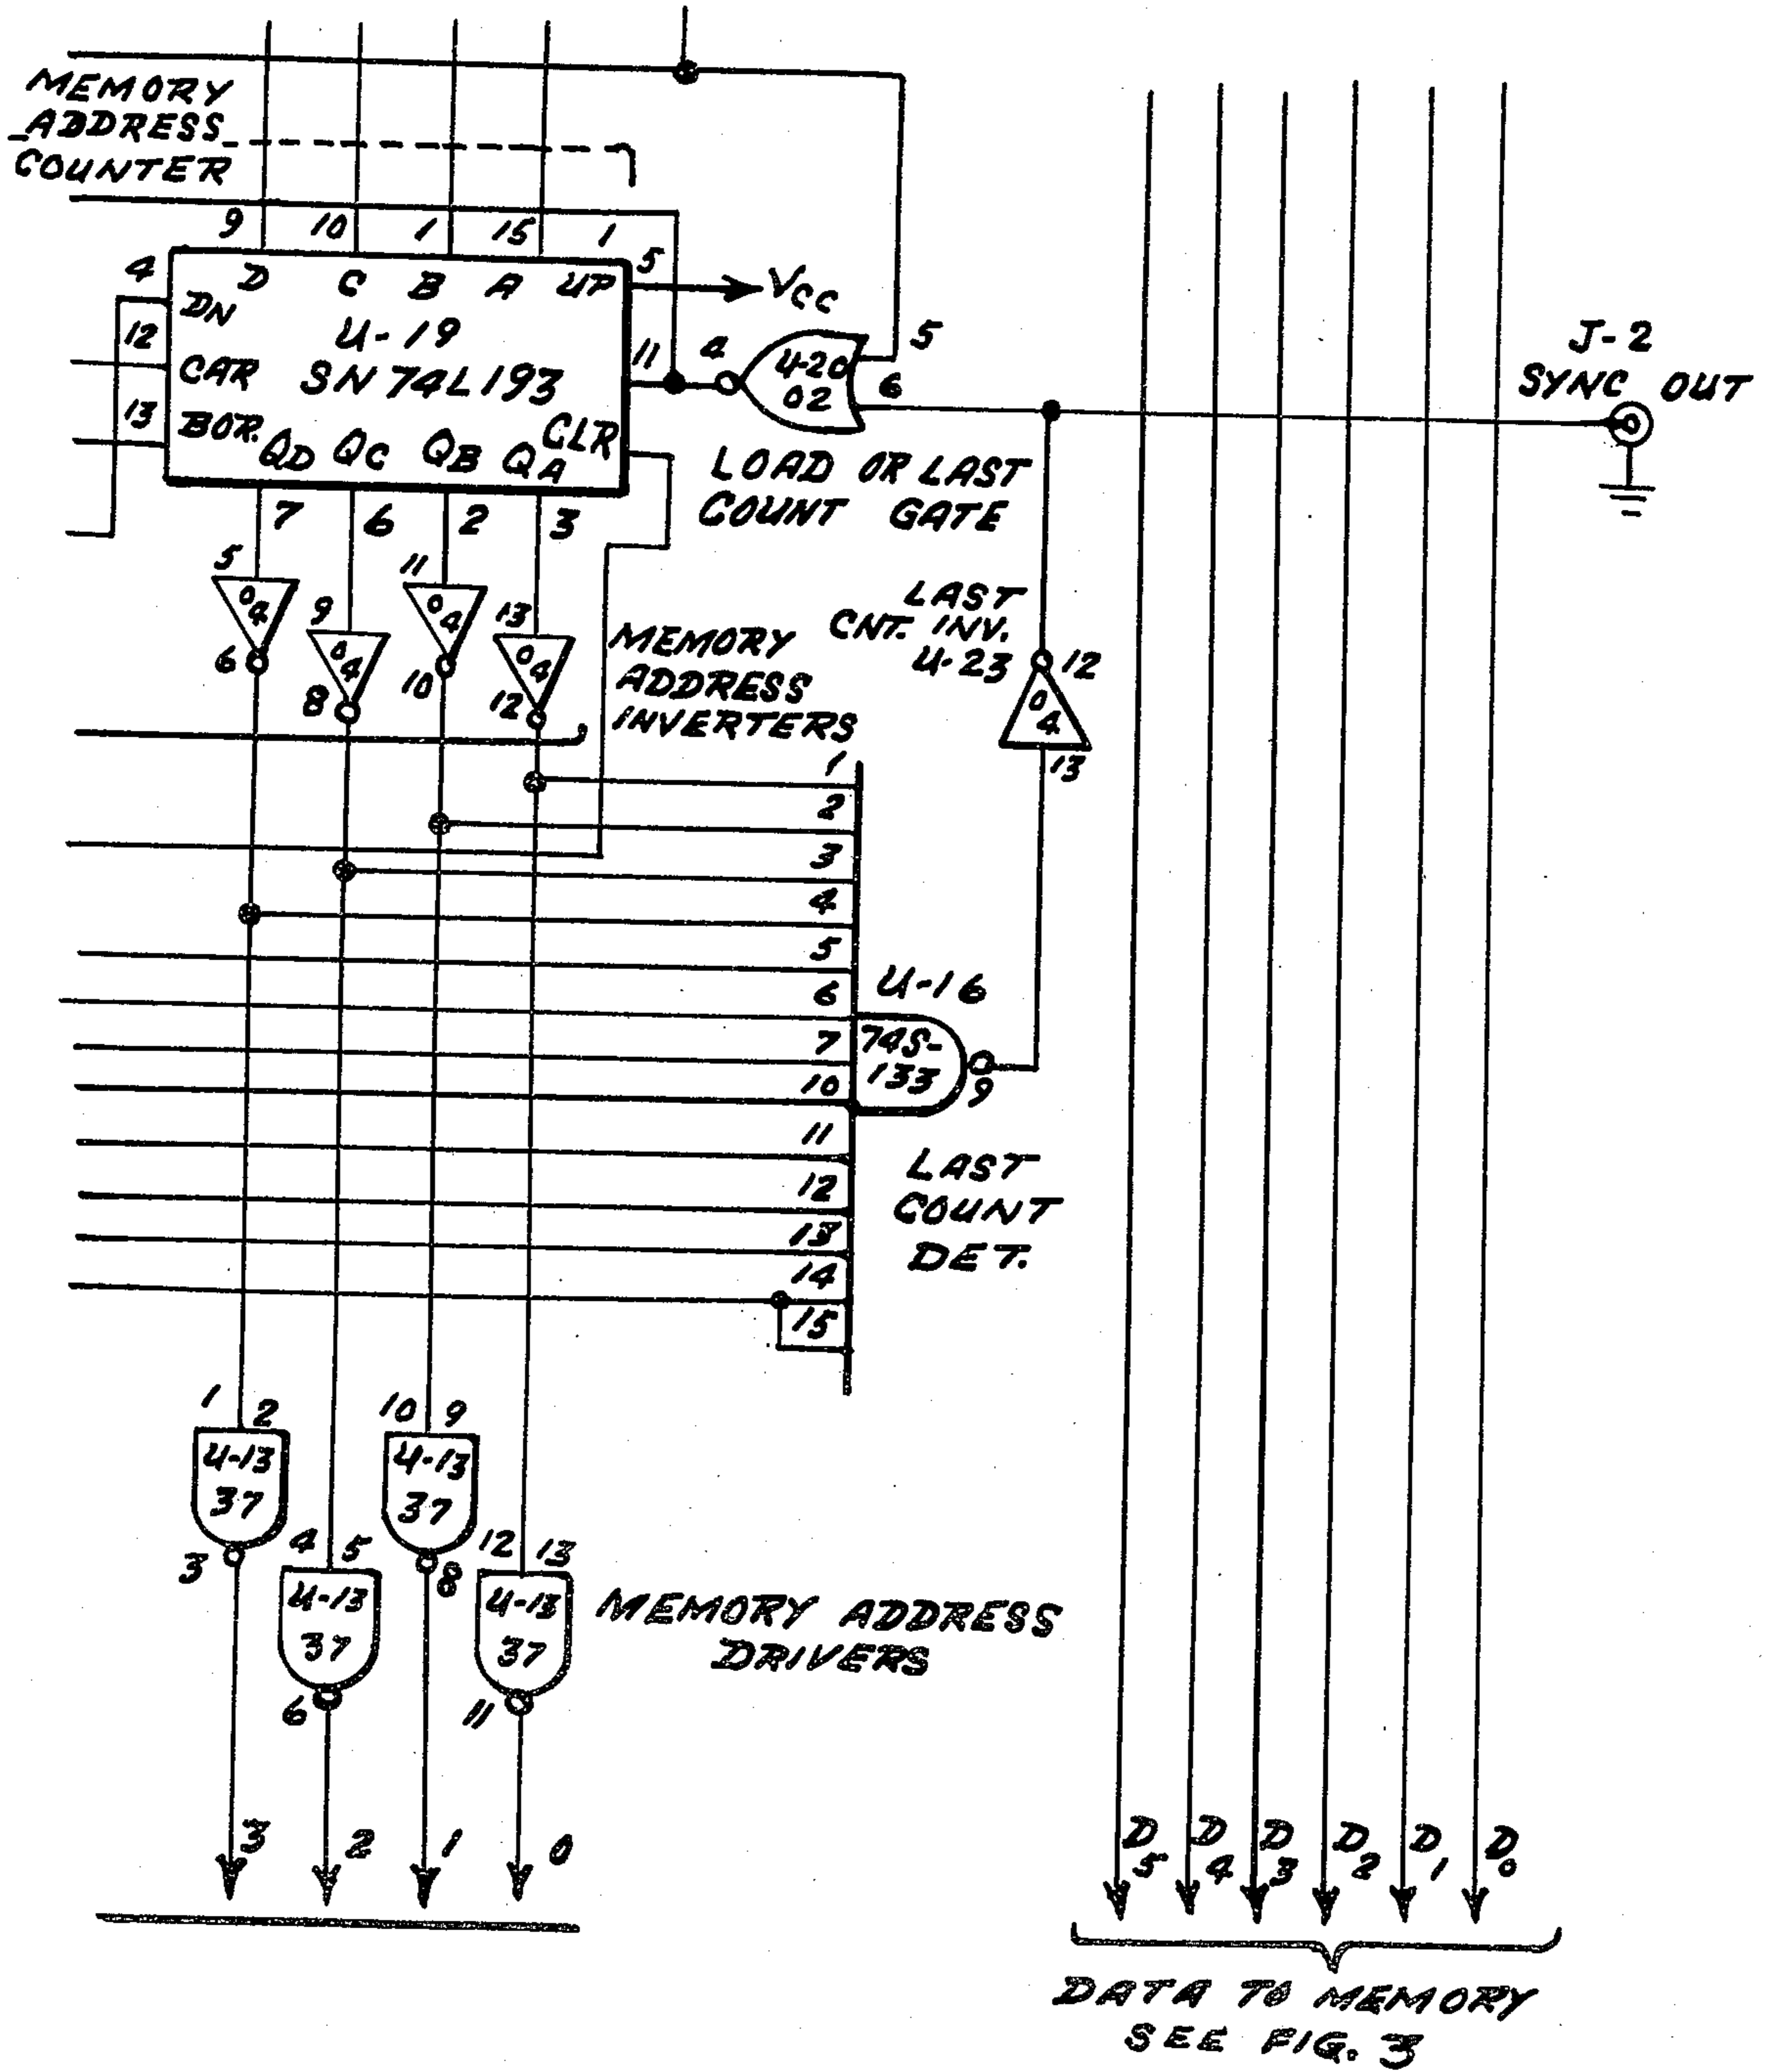 MEMORY
ADDRESS
COUNTER
9 10 1 15 1
4 D C B A UP 5
VCC
DN
12 U-19
CAR SN74L193 11 4
U-20
02
5
6
J-2
SYNC OUT
13 BOR. QD QC QB QA CLR
LOAD OR LAST
COUNT GATE
7 6 2 3
5 9 11 13
04 04 04 04
6 8 10 12
MEMORY
ADDRESS
INVERTERS
LAST
CNT. INV.
U-23 12
04
13
1
2
3
4
5
6
7
10
11
12
13
14
15
U-16
74S-
133
9
LAST
COUNT
DET.
1 2 10 9
U-13 U-13
37 37
3 4 5 8 12 13
U-13 U-13
37 37
6 11
MEMORY ADDRESS
DRIVERS
3 2 1 0
D5 D4 D3 D2 D1 D0
DATA TO MEMORY
SEE FIG. 3